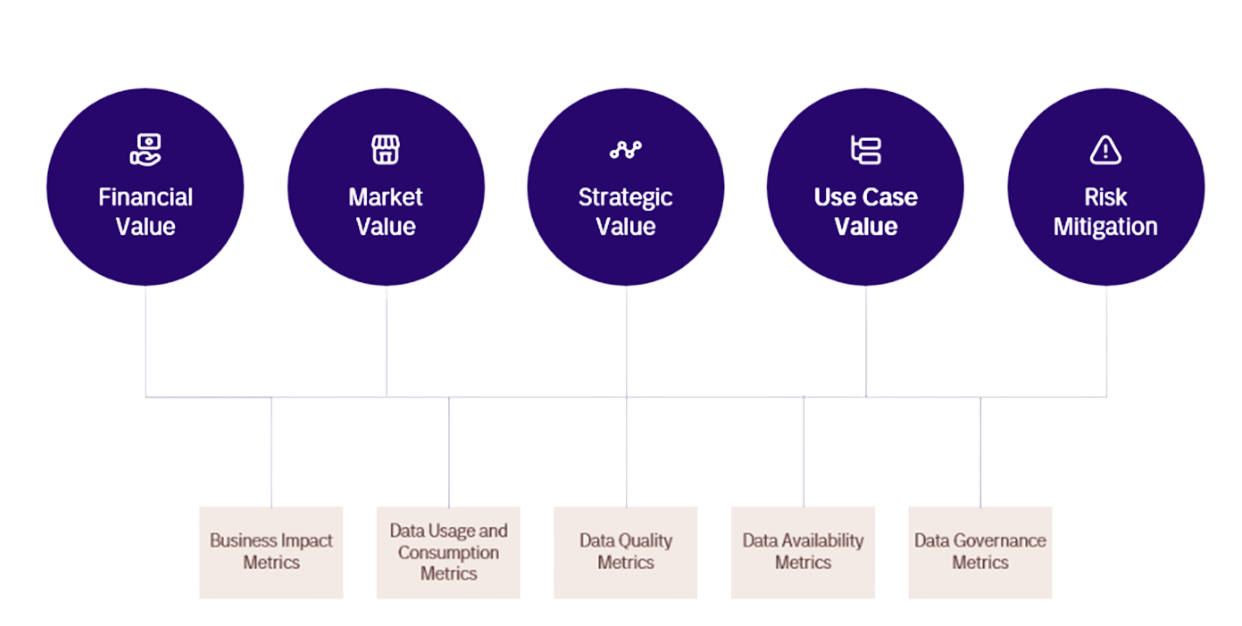 Financial
Value
Market
Value
Strategic
Value
Use Case
Value
Risk
Mitigation
Business Impact
Metrics
Data Usage and
Consumption
Metrics
Data Quality
Metrics
Data Availability
Metrics
Data Governance
Metrics